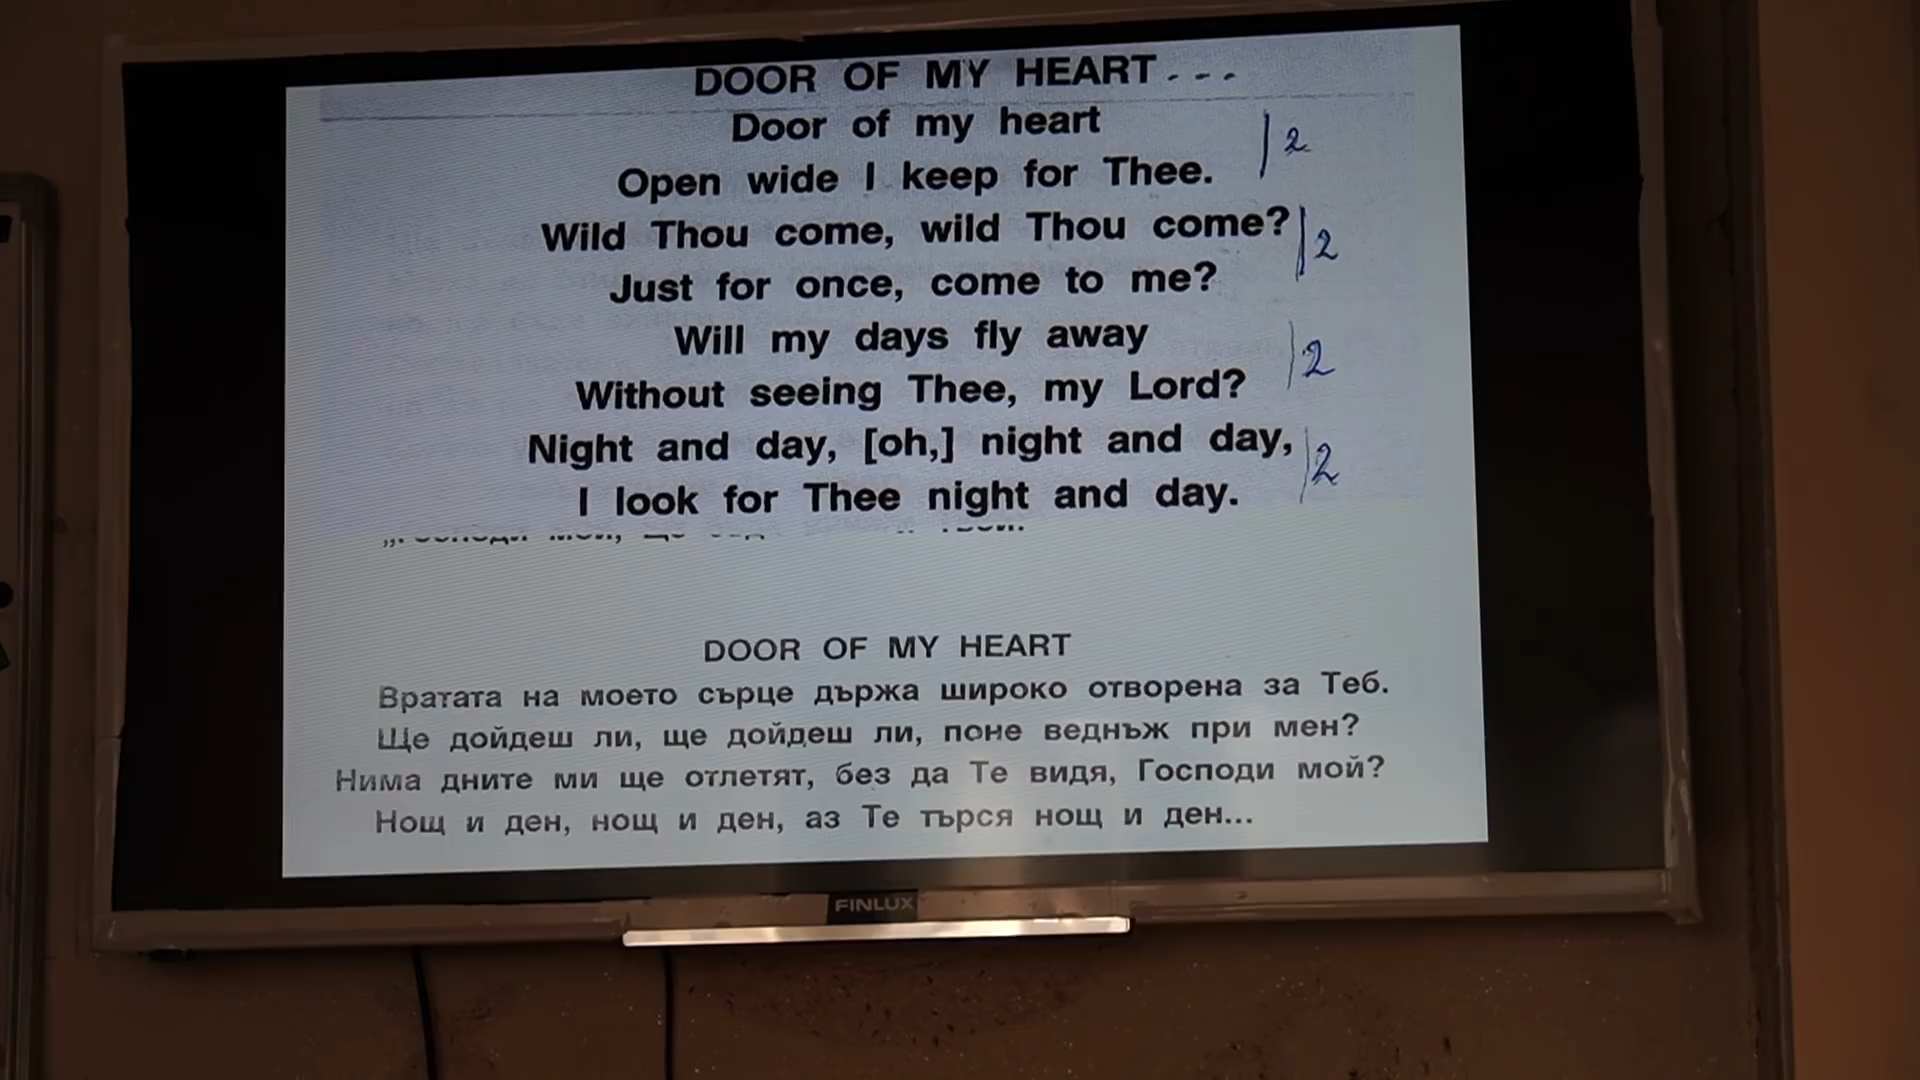 DOOR OF MY HEART - - -
Door of my heart
Open wide I keep for Thee.
|2
Wild Thou come, wild Thou come?
Just for once, come to me?
|2
Will my days fly away
Without seeing Thee, my Lord?
|2
Night and day, [oh,] night and day,
I look for Thee night and day.
|2
DOOR OF MY HEART
Вратата на моето сърце държа широко отворена за Теб.
Ще дойдеш ли, ще дойдеш ли, поне веднъж при мен?
Нима дните ми ще отлетят, без да Те видя, Господи мой?
Нощ и ден, нощ и ден, аз Те търся нощ и ден...
FINLUX